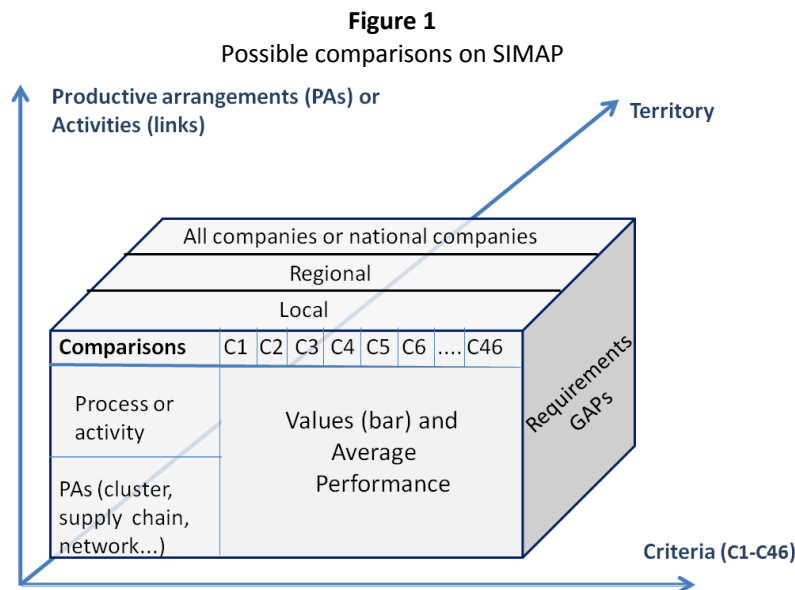 Figure 1
Possible comparisons on SIMAP
Productive arrangements (PAs) or
Activities (links)
Territory
All companies or national companies
Regional
Local
Comparisons C1 C2 C3 C4 C5 C6 .... C46
Process or
activity
Values (bar) and
Average
Performance
PAs (cluster,
supply chain,
network...)
Requirements
GAPs
Criteria (C1-C46)